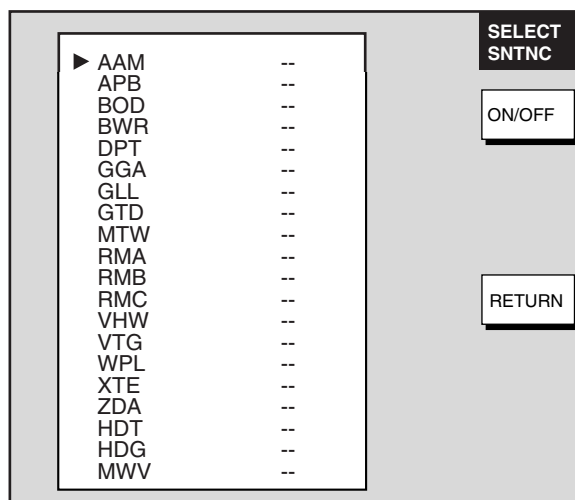 SELECT
SNTNC
▶ AAM --
APB --
BOD --
BWR --
DPT --
GGA --
GLL --
GTD --
MTW --
RMA --
RMB --
RMC --
VHW --
VTG --
WPL --
XTE --
ZDA --
HDT --
HDG --
MWV --
ON/OFF
RETURN